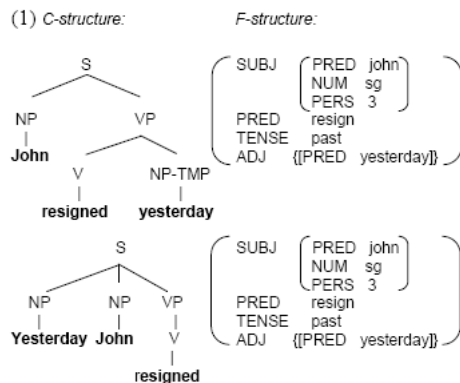 (1) C-structure: F-structure:
S SUBJ PRED john
NUM sg
NP VP PERS 3
John PRED resign
TENSE past
V NP-TMP ADJ {[PRED yesterday]}
resigned yesterday
S SUBJ PRED john
NUM sg
NP NP VP PERS 3
PRED resign
Yesterday John V TENSE past
ADJ {[PRED yesterday]}
resigned